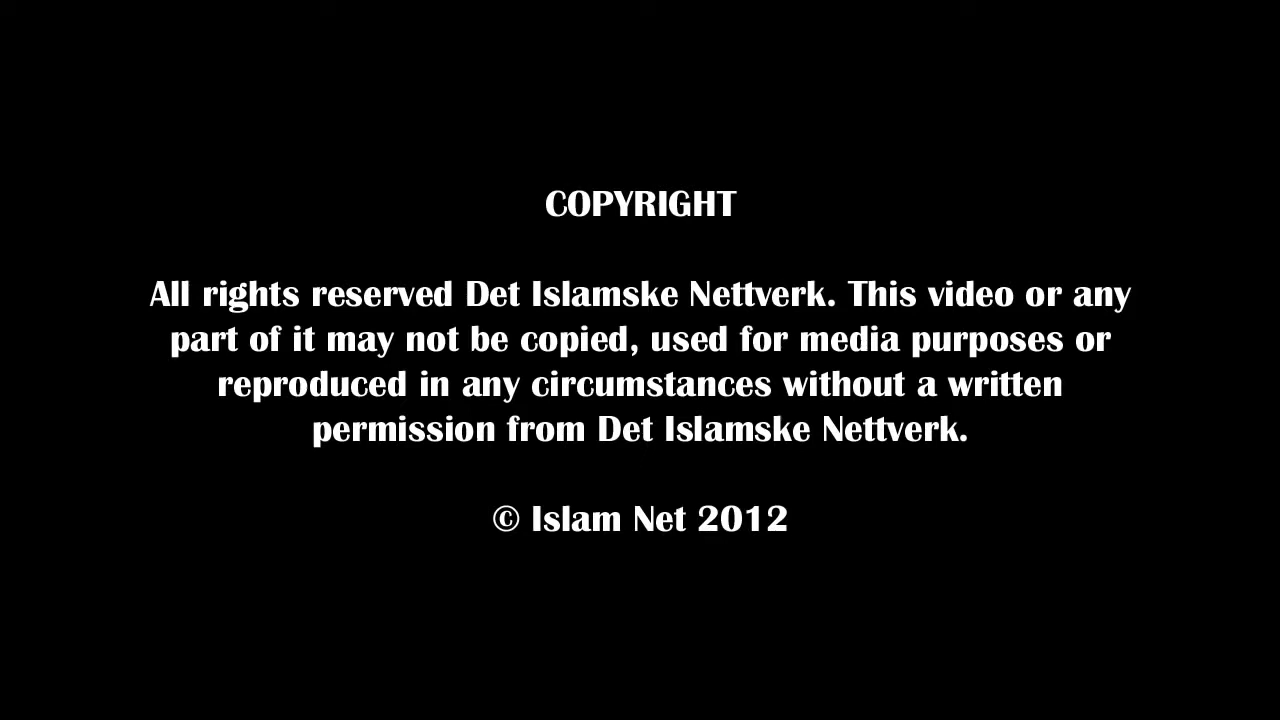 COPYRIGHT
All rights reserved Det Islamske Nettverk. This video or any
part of it may not be copied, used for media purposes or
reproduced in any circumstances without a written
permission from Det Islamske Nettverk.
© Islam Net 2012